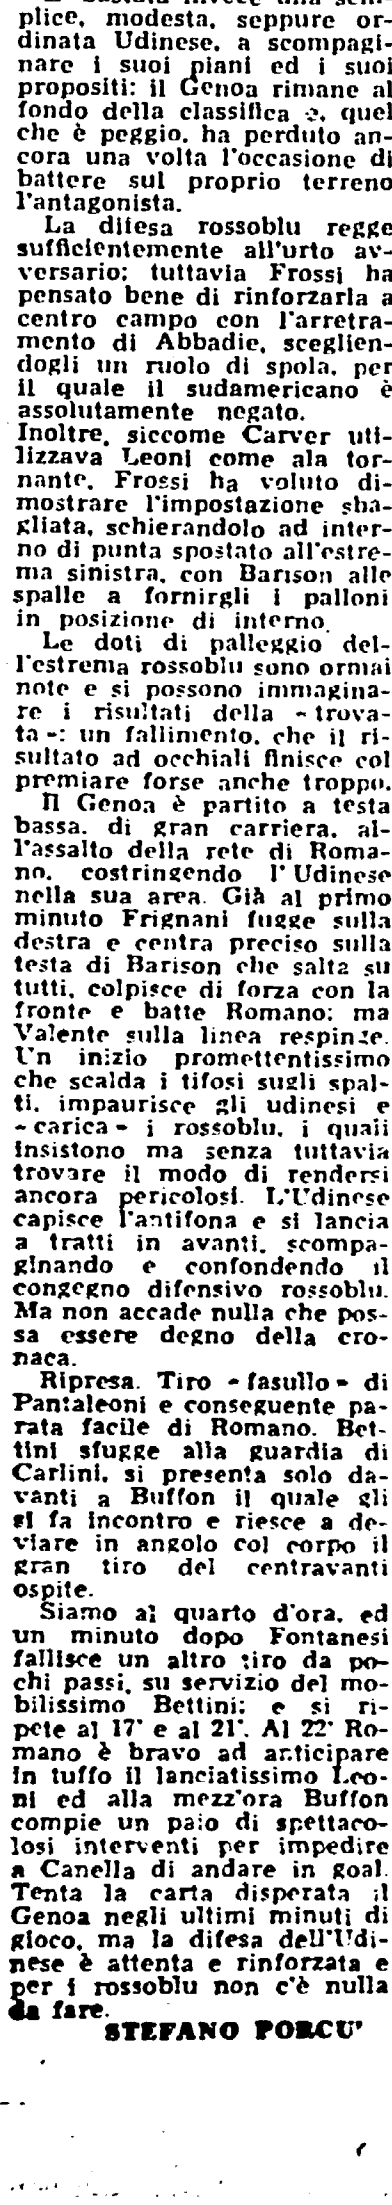 plice, modesta, seppure or-
dinata Udinese, a scompagi-
nare i suoi piani ed i suoi
propositi: il Genoa rimane al
fondo della classifica e, quel
che è peggio, ha perduto an-
cora una volta l'occasione di
battere sul proprio terreno
l'antagonista.
La difesa rossoblu regge
sufficientemente all'urto av-
versario; tuttavia Frossi ha
pensato bene di rinforzarla a
centro campo con l'arretra-
mento di Abbadie, sceglien-
dogli un ruolo di spola, per
il quale il sudamericano è
assolutamente negato.
Inoltre, siccome Carver uti-
lizzava Leoni come ala tor-
nante, Frossi ha voluto di-
mostrare l'impostazione sba-
gliata, schierandolo ad inter-
no di punta spostato all'estre-
ma sinistra, con Barison alle
spalle a fornirgli i palloni
in posizione di interno.
Le doti di palleggio del-
l'estrema rossoblu sono ormai
note e si possono immagina-
re i risultati della «trova-
ta»: un fallimento, che il ri-
sultato ad occhiali finisce col
premiare forse anche troppo.
Il Genoa è partito a testa
bassa, di gran carriera, al-
l'assalto della rete di Roma-
no, costringendo l'Udinese
nella sua area. Già al primo
minuto Frignani fugge sulla
destra e centra preciso sulla
testa di Barison che salta su
tutti, colpisce di forza con la
fronte e batte Romano; ma
Valente sulla linea respinge.
Un inizio promettentissimo
che scalda i tifosi sugli spal-
ti, impaurisce gli udinesi e
«carica» i rossoblu, i quali
insistono ma senza tuttavia
trovare il modo di rendersi
ancora pericolosi. L'Udinese
capisce l'antifona e si lancia
a tratti in avanti, scompa-
ginando e confondendo il
congegno difensivo rossoblu.
Ma non accade nulla che pos-
sa essere degno della cro-
naca.
Ripresa. Tiro «fasullo» di
Pantaleoni e conseguente pa-
rata facile di Romano. Bet-
tini sfugge alla guardia di
Carlini, si presenta solo da-
vanti a Buffon il quale gli
si fa incontro e riesce a de-
viare in angolo col corpo il
gran tiro del centravanti
ospite.
Siamo al quarto d'ora, ed
un minuto dopo Fontanesi
fallisce un altro tiro da po-
chi passi, su servizio del mo-
bilissimo Bettini; e si ri-
pete al 17' e al 21'. Al 22' Ro-
mano è bravo ad anticipare
in tuffo il lanciatissimo Leo-
ni ed alla mezz'ora Buffon
compie un paio di spettaco-
losi interventi per impedire
a Canella di andare in goal.
Tenta la carta disperata il
Genoa negli ultimi minuti di
gioco, ma la difesa dell'Udi-
nese è attenta e rinforzata e
per i rossoblu non c'è nulla
da fare.
STEFANO PORCU'